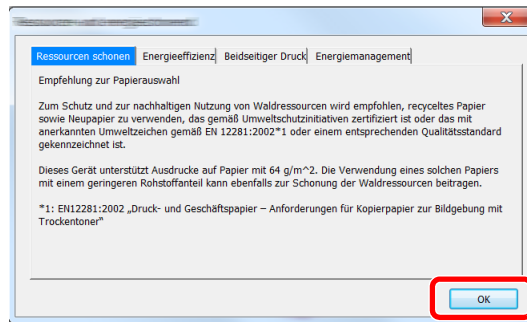 Ressourcen schonen Energieeffizienz Beidseitiger Druck Energiemanagement
Empfehlung zur Papierauswahl
Zum Schutz und zur nachhaltigen Nutzung von Waldressourcen wird empfohlen, recyceltes Papier
sowie Neupapier zu verwenden, das gemäß Umweltschutzinitiativen zertifiziert ist oder das mit
anerkannten Umweltzeichen gemäß EN 12281:2002*1 oder einem entsprechenden Qualitätsstandard
gekennzeichnet ist.
Dieses Gerät unterstützt Ausdrucke auf Papier mit 64 g/m^2. Die Verwendung eines solchen Papiers
mit einem geringeren Rohstoffanteil kann ebenfalls zur Schonung der Waldressourcen beitragen.
*1: EN12281:2002 „Druck- und Geschäftspapier – Anforderungen für Kopierpapier zur Bildgebung mit
Trockentoner"
OK